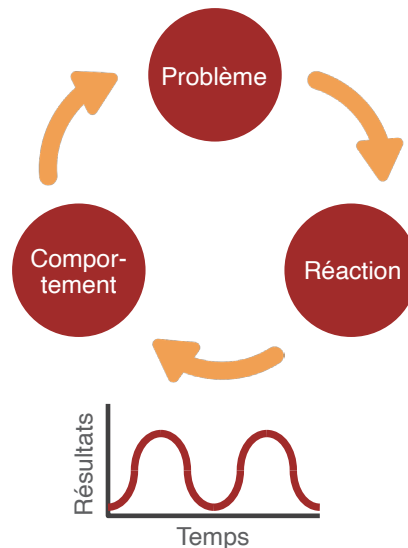 Problème
Compor-
tement
Réaction
Résultats
Temps